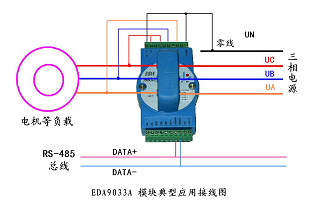 UN
零线
UC
UB
UA
三相电源
电机等负载
RS-485
总线
DATA+
DATA-
EDA9033A 模块典型应用接线图